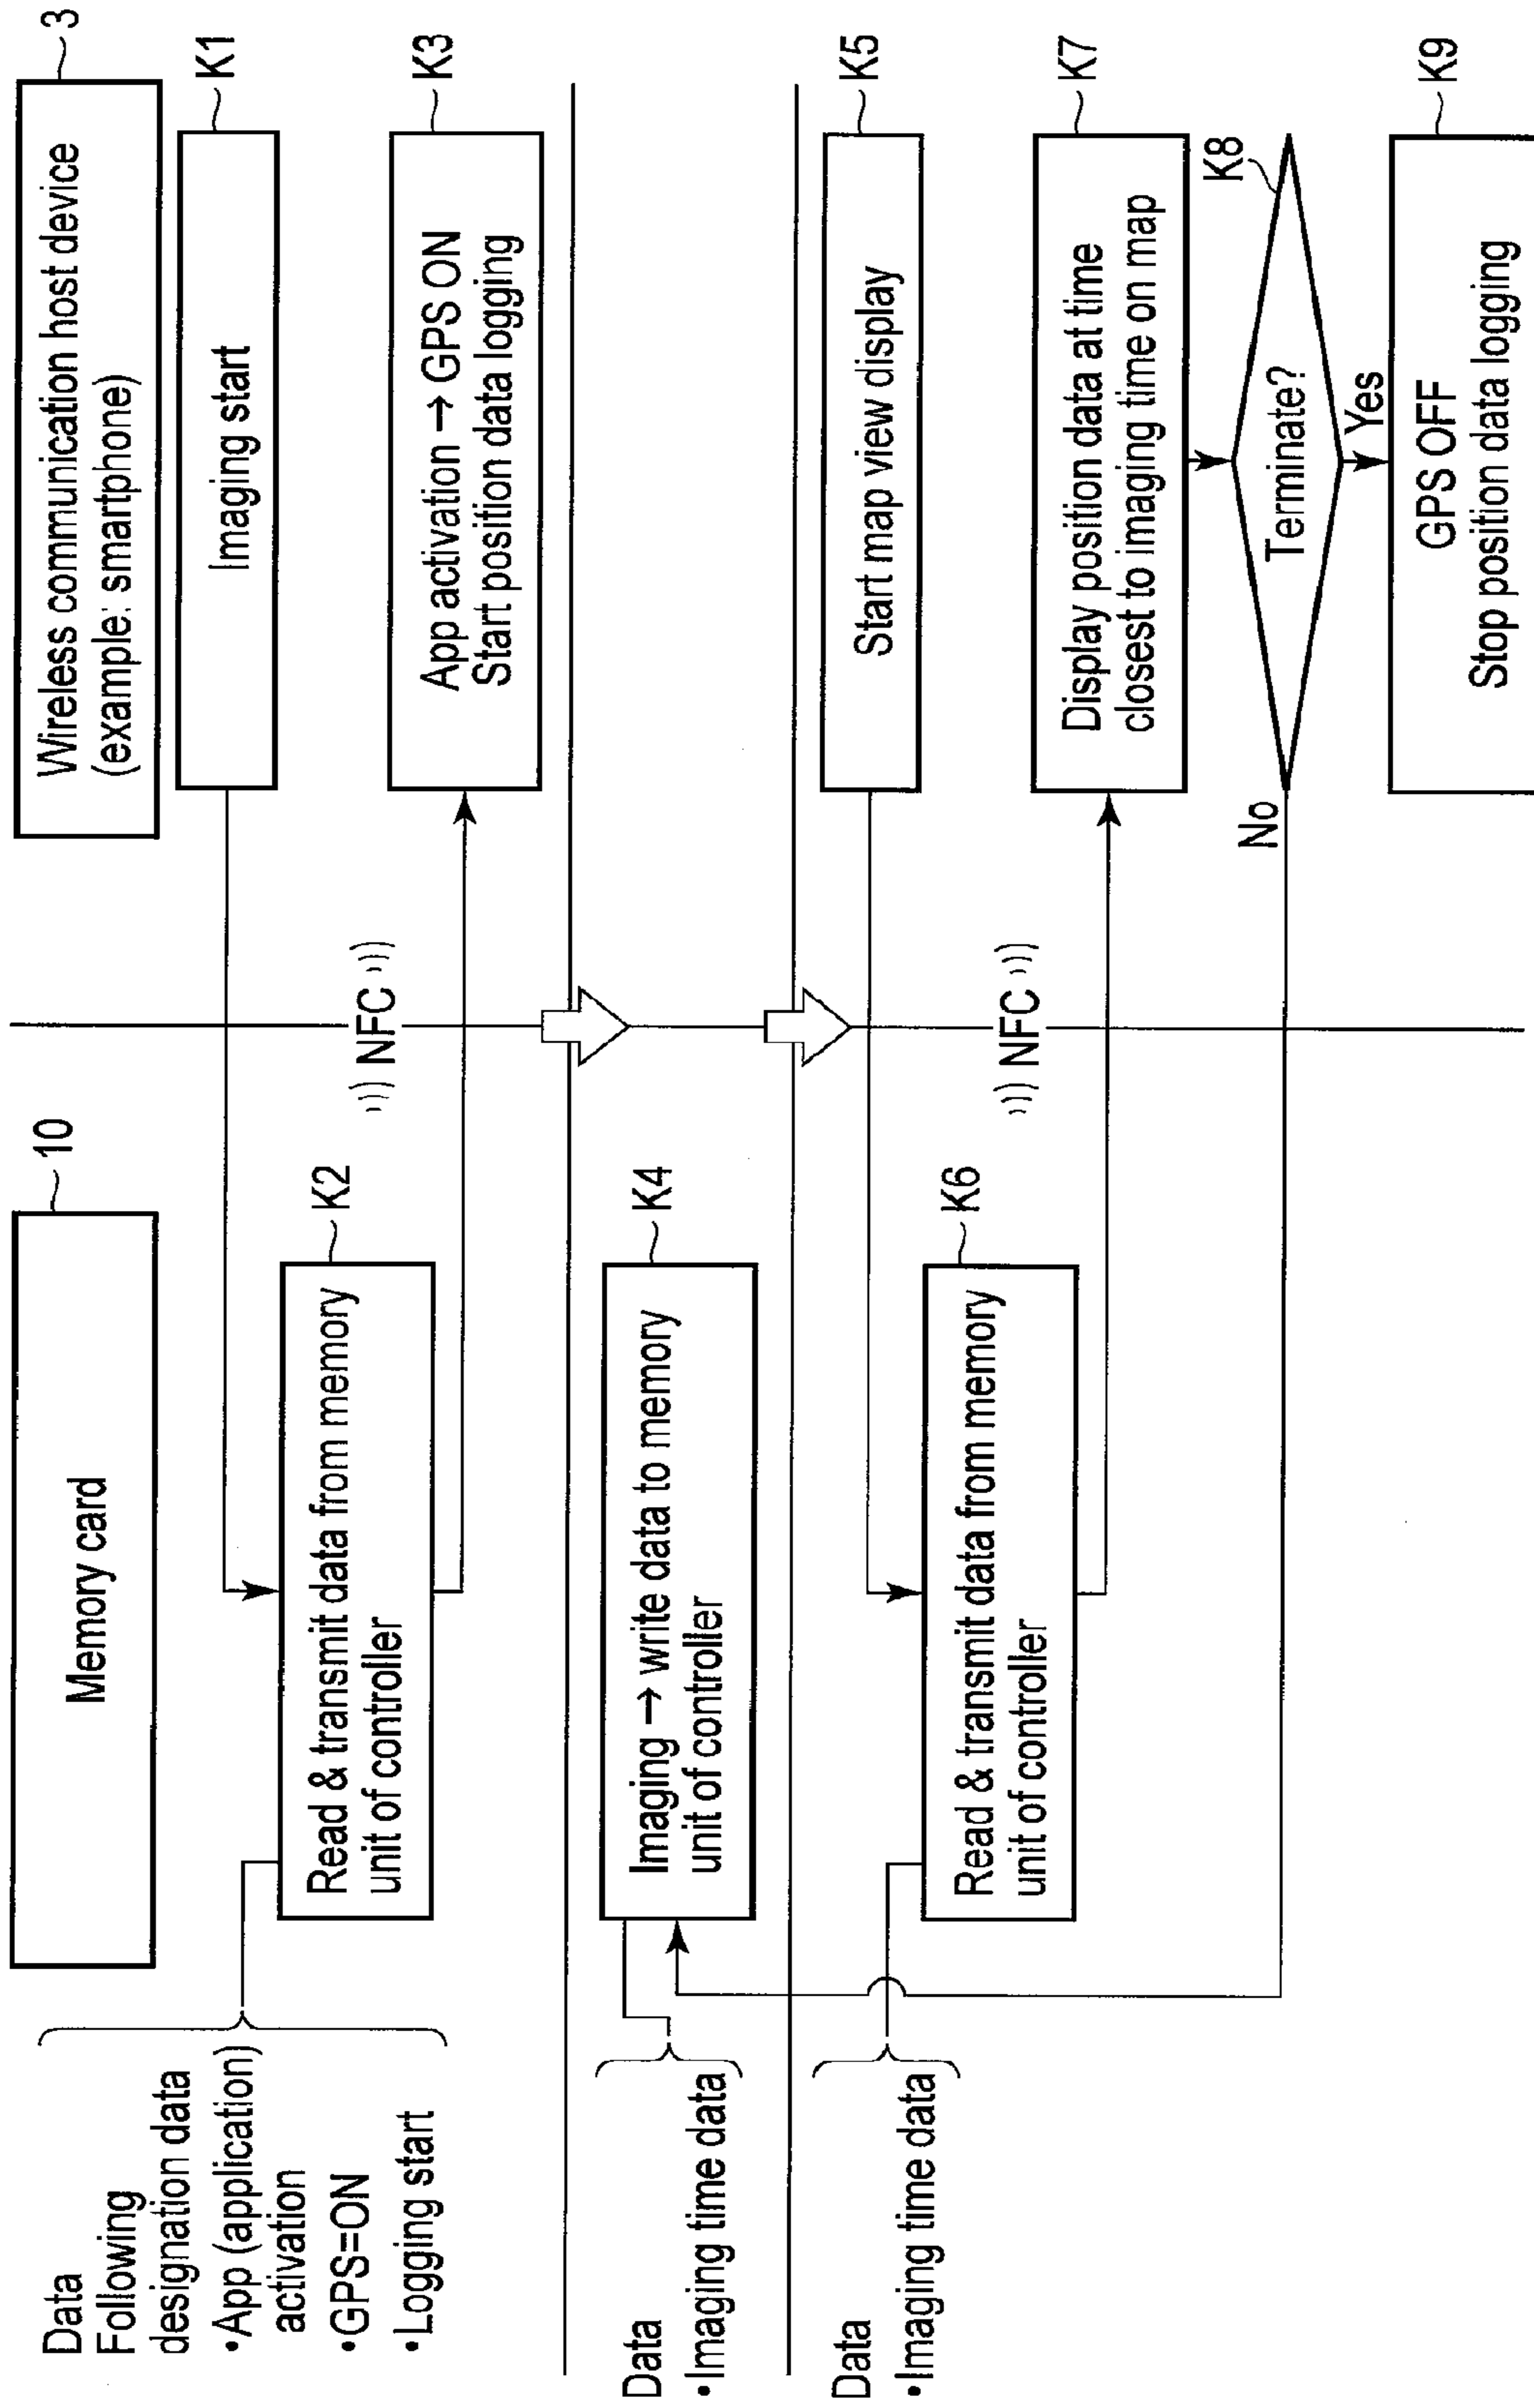 Memory card
10
Wireless communication host device
(example: smartphone)
3
Data
Following
designation data
•App (application)
activation
•GPS=ON
•Logging start
Imaging start
K1
Read & transmit data from memory
unit of controller
K2
))) NFC )))
App activation → GPS ON
Start position data logging
K3
Data
•Imaging time data
Imaging → write data to memory
unit of controller
K4
Data
•Imaging time data
Start map view display
K5
Read & transmit data from memory
unit of controller
K6
))) NFC )))
Display position data at time
closest to imaging time on map
K7
No
Terminate?
K8
Yes
GPS OFF
Stop position data logging
K9